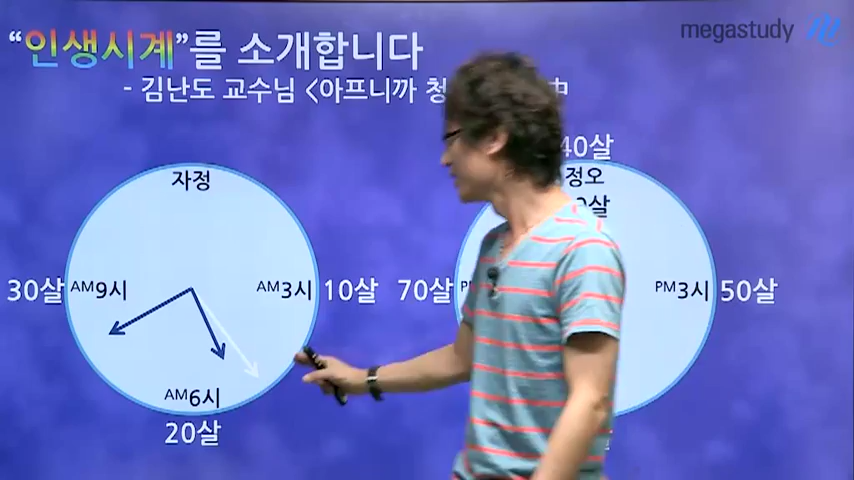 megastudy
“인생시계”를 소개합니다
- 김난도 교수님 <아프니까 청
中
자정
30살
AM9시
AM3시
10살
AM6시
20살
40살
정오
살
70살
PM3시
50살